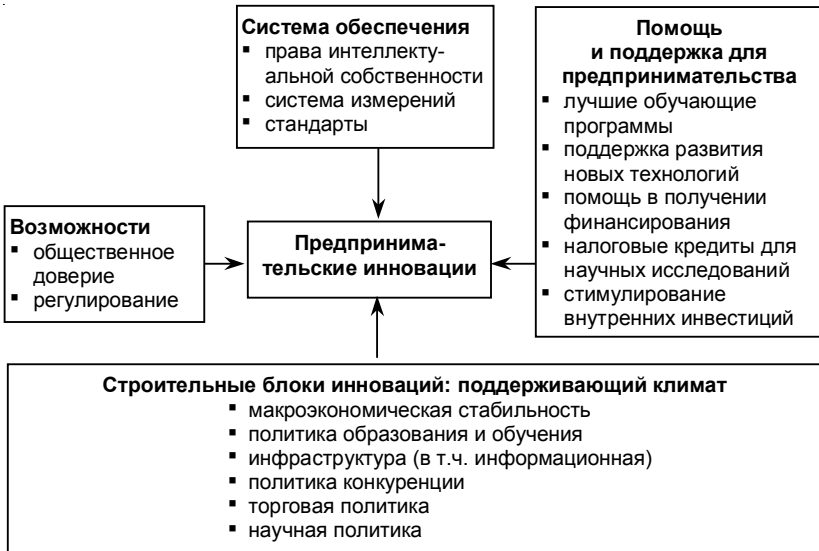 Система обеспечения
▪ права интеллекту-
альной собственности
▪ система измерений
▪ стандарты
Помощь
и поддержка для
предпринимательства
▪ лучшие обучающие
программы
▪ поддержка развития
новых технологий
▪ помощь в получении
финансирования
▪ налоговые кредиты для
научных исследований
▪ стимулирование
внутренних инвестиций
Возможности
▪ общественное
доверие
▪ регулирование
Предпринима-
тельские инновации
Строительные блоки инноваций: поддерживающий климат
▪ макроэкономическая стабильность
▪ политика образования и обучения
▪ инфраструктура (в т.ч. информационная)
▪ политика конкуренции
▪ торговая политика
▪ научная политика